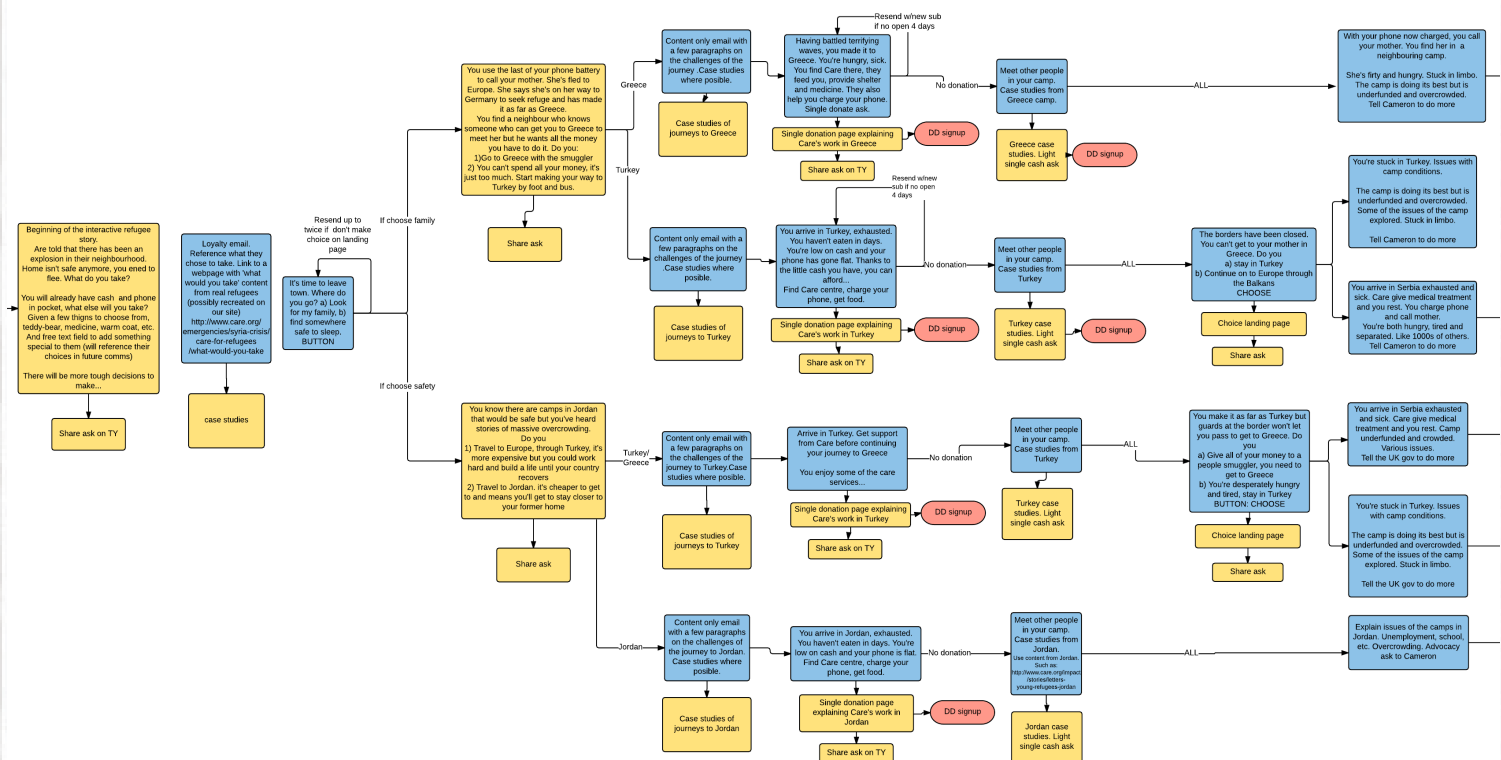 Beginning of the interactive refugee
story.
Are told that there has been an
explosion in their neighbourhood.
Home isn't safe anymore, you ened to
flee. What do you take?
You will already have cash and phone
in pocket, what else will you take?
Given a few thigns to choose from,
teddy-bear, medicine, warm coat, etc.
And free text field to add something
special to them (will reference their
choices in future comms)
There will be more tough decisions to
make...
Share ask on TY
Loyalty email.
Reference what they
chose to take. Link to a
webpage with 'what
would you take' content
from real refugees
(possibly recreated on
our site)
http://www.care.org/
emergencies/syria-crisis/
care-for-refugees
/what-would-you-take
case studies
Resend up to
twice if don't make
choice on landing
page
It's time to leave
town. Where do
you go? a) Look
for my family, b)
find somewhere
safe to sleep.
BUTTON
If choose family
If choose safety
You use the last of your phone battery
to call your mother. She's fled to
Europe. She says she's on her way to
Germany to seek refuge and has made
it as far as Greece.
You find a neighbour who knows
someone who can get you to Greece to
meet her but he wants all the money
you have to do it. Do you:
1)Go to Greece with the smuggler
2) You can't spend all your money, it's
just too much. Start making your way to
Turkey by foot and bus.
Share ask
Greece
Turkey
Content only email with
a few paragraphs on
the challenges of the
journey .Case studies
where posible.
Case studies of
journeys to Greece
Resend w/new sub
if no open 4 days
Having battled terrifying
waves, you made it to
Greece. You're hungry, sick.
You find Care there, they
feed you, provide shelter
and medicine. They also
help you charge your phone.
Single donate ask.
Single donation page explaining
Care's work in Greece
DD signup
Share ask on TY
No donation
Meet other people
in your camp.
Case studies from
Greece camp.
Greece case
studies. Light
single cash ask
DD signup
ALL
With your phone now charged, you call
your mother. You find her in a
neighbouring camp.
She's firty and hungry. Stuck in limbo.
The camp is doing its best but is
underfunded and overcrowded.
Tell Cameron to do more
Content only email with a
few paragraphs on the
challenges of the journey
.Case studies where
posible.
Case studies of
journeys to Turkey
Resend w/new
sub if no open
4 days
You arrive in Turkey, exhausted.
You haven't eaten in days.
You're low on cash and your
phone has gone flat. Thanks to
the little cash you have, you can
afford...
Find Care centre, charge your
phone, get food.
Single donation page explaining
Care's work in Turkey
DD signup
Share ask on TY
No donation
Meet other people
in your camp.
Case studies from
Turkey
Turkey case
studies. Light
single cash ask
DD signup
ALL
The borders have been closed.
You can't get to your mother in
Greece. Do you
a) stay in Turkey
b) Continue on to Europe through
the Balkans
CHOOSE
Choice landing page
Share ask
You're stuck in Turkey. Issues with
camp conditions.
The camp is doing its best but is
underfunded and overcrowded.
Some of the issues of the camp
explored. Stuck in limbo.
Tell Cameron to do more
You arrive in Serbia exhausted and
sick. Care give medical treatment
and you rest. You charge phone
and call mother.
You're both hungry, tired and
separated. Like 1000s of others.
Tell Cameron to do more
You know there are camps in Jordan
that would be safe but you've heard
stories of massive overcrowding.
Do you
1) Travel to Europe, through Turkey, it's
more expensive but you could work
hard and build a life until your country
recovers
2) Travel to Jordan. it's cheaper to get
to and means you'll get to stay closer to
your former home
Share ask
Turkey/
Greece
Content only email with
a few paragraphs on the
challenges of the
journey to Turkey.Case
studies where posible.
Case studies of
journeys to Turkey
Arrive in Turkey. Get support
from Care before continuing
your journey to Greece
You enjoy some of the care
services...
Single donation page explaining
Care's work in Turkey
DD signup
Share ask on TY
No donation
Meet other people
in your camp.
Case studies from
Turkey
Turkey case
studies. Light
single cash ask
ALL
You make it as far as Turkey but
guards at the border won't let
you pass to get to Greece. Do
you
a) Give all of your money to a
people smuggler, you need to
get to Greece
b) You're desperately hungry
and tired, stay in Turkey
BUTTON: CHOOSE
Choice landing page
Share ask
You arrive in Serbia exhausted
and sick. Care give medical
treatment and you rest. Camp
underfunded and crowded.
Various issues.
Tell the UK gov to do more
You're stuck in Turkey. Issues
with camp conditions.
The camp is doing its best but is
underfunded and overcrowded.
Some of the issues of the camp
explored. Stuck in limbo.
Tell the UK gov to do more
Jordan
Content only email
with a few paragraphs
on the challenges of
the journey to Jordan.
Case studies where
posible.
Case studies of
journeys to Jordan
You arrive in Jordan, exhausted.
You haven't eaten in days. You're
low on cash and your phone is flat.
Find Care centre, charge your
phone, get food.
Single donation page
explaining Care's work in
Jordan
DD signup
Share ask on TY
No donation
Meet other people
in your camp.
Case studies from
Jordan.
Use content from Jordan.
Such as:
http://www.care.org/impact
/stories/letters-
young-refugees-jordan
Jordan case
studies. Light
single cash ask
ALL
Explain issues of the camps in
Jordan. Unemployment, school,
etc. Overcrowding. Advocacy
ask to Cameron